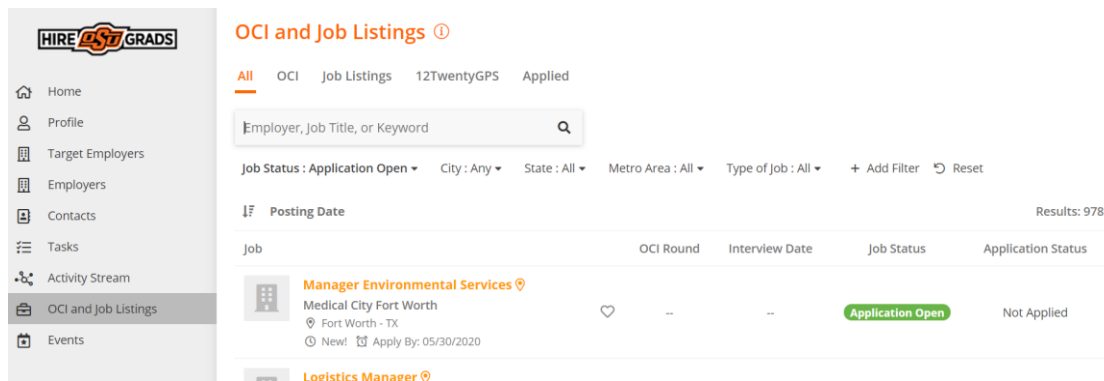 HIRE OSU GRADS
Home
Profile
Target Employers
Employers
Contacts
Tasks
Activity Stream
OCI and Job Listings
Events
OCI and Job Listings
All OCI Job Listings 12TwentyGPS Applied
Employer, Job Title, or Keyword
Job Status : Application Open City : Any State : All Metro Area : All Type of Job : All + Add Filter Reset
Posting Date Results: 978
Job OCI Round Interview Date Job Status Application Status
Manager Environmental Services
Medical City Fort Worth
Fort Worth - TX
-- -- Application Open Not Applied
New! Apply By: 05/30/2020
Logistics Manager